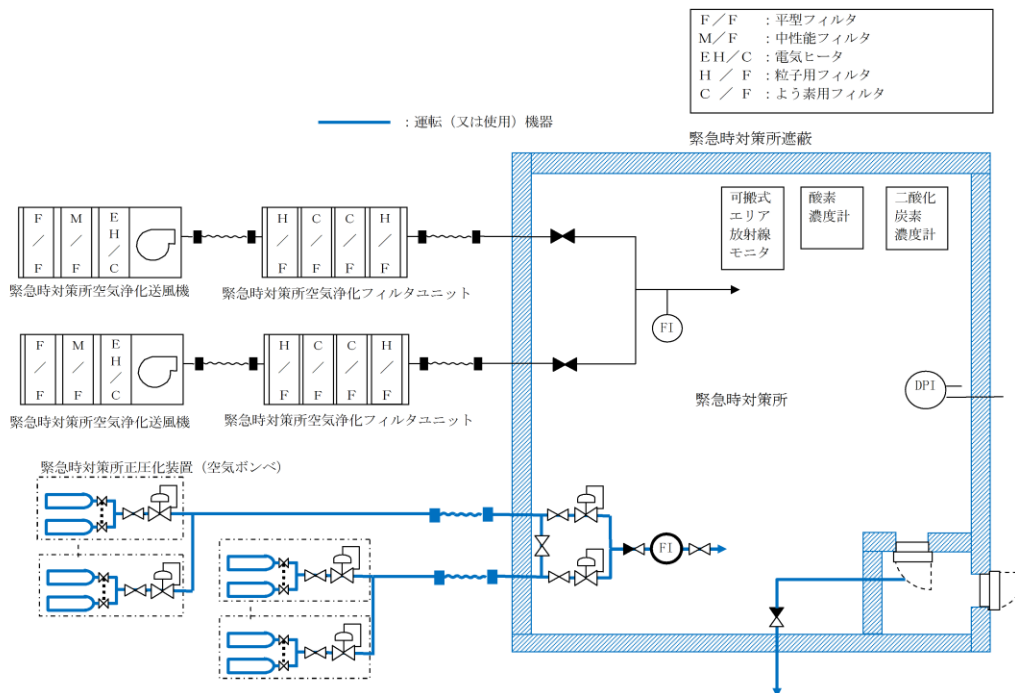 F／F ：平型フィルタ
M／F ：中性能フィルタ
EH／C ：電気ヒータ
H ／ F ：粒子用フィルタ
C ／ F ：よう素用フィルタ
：運転（又は使用）機器
緊急時対策所遮蔽
可搬式
エリア
放射線
モニタ
酸素
濃度計
二酸化
炭素
濃度計
F／F
M／F
EH／C
H／F
C／F
C／F
H／F
緊急時対策所空気浄化送風機
緊急時対策所空気浄化フィルタユニット
FI
F／F
M／F
EH／C
H／F
C／F
C／F
H／F
緊急時対策所空気浄化送風機
緊急時対策所空気浄化フィルタユニット
DPI
緊急時対策所
緊急時対策所正圧化装置（空気ボンベ）
FI